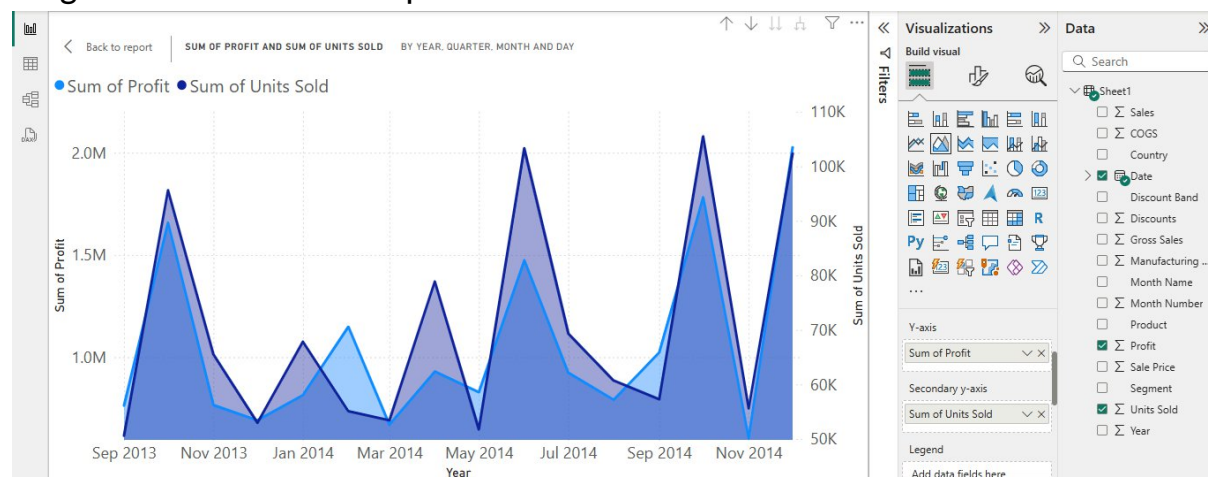 Back to report
SUM OF PROFIT AND SUM OF UNITS SOLD
BY YEAR, QUARTER, MONTH AND DAY
Sum of Profit
Sum of Units Sold
2.0M
1.5M
1.0M
Sum of Profit
110K
100K
90K
80K
70K
60K
50K
Sum of Units Sold
Sep 2013
Nov 2013
Jan 2014
Mar 2014
May 2014
Jul 2014
Sep 2014
Nov 2014
Year
Filters
Visualizations
Build visual
123
R
Py
...
Y-axis
Sum of Profit
Secondary y-axis
Sum of Units Sold
Legend
Add data fields here
Data
Search
Sheet1
Sales
COGS
Country
Date
Discount Band
Discounts
Gross Sales
Manufacturing ...
Month Name
Month Number
Product
Profit
Sale Price
Segment
Units Sold
Year